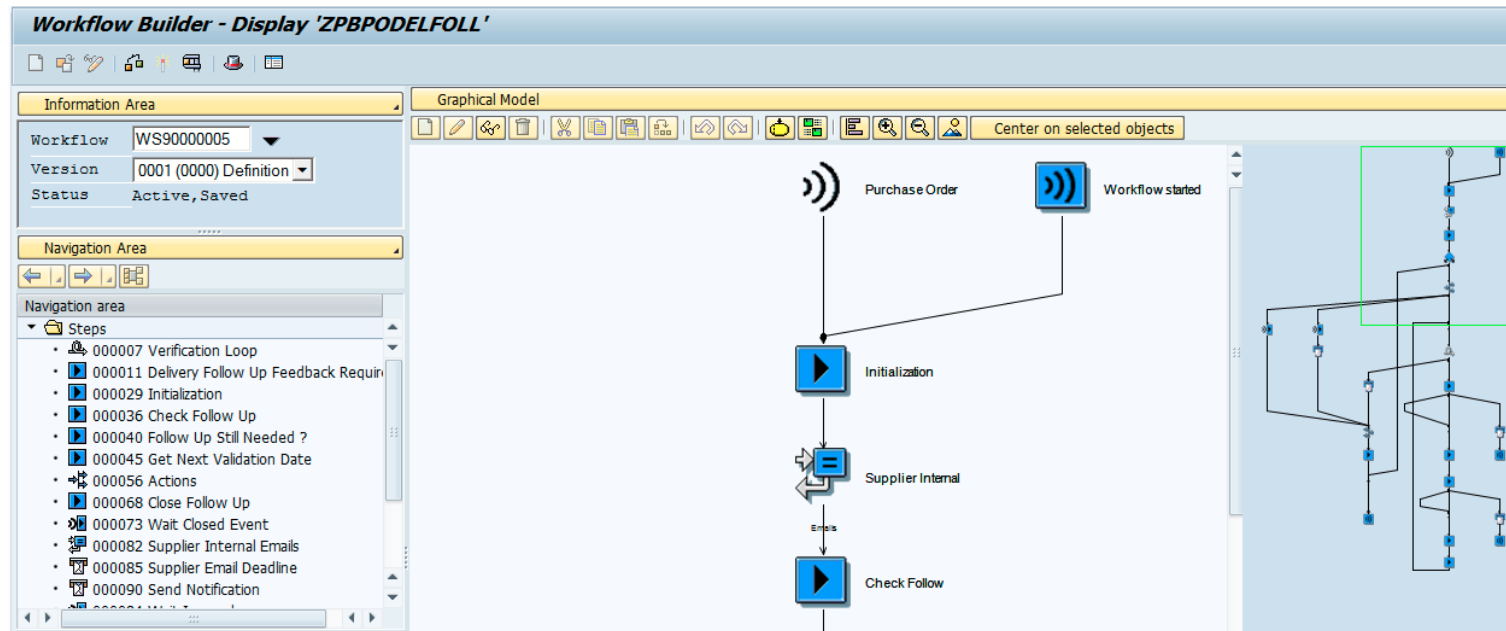 Workflow Builder - Display 'ZPBPODELFOLL'
Information Area
Workflow WS90000005
Version 0001 (0000) Definition
Status Active,Saved
Navigation Area
Navigation area
Steps
000007 Verification Loop
000011 Delivery Follow Up Feedback Requir
000029 Initialization
000036 Check Follow Up
000040 Follow Up Still Needed ?
000045 Get Next Validation Date
000056 Actions
000068 Close Follow Up
000073 Wait Closed Event
000082 Supplier Internal Emails
000085 Supplier Email Deadline
000090 Send Notification
Graphical Model
Center on selected objects
Purchase Order
Workflow started
Initialization
Supplier Internal
Emails
Check Follow